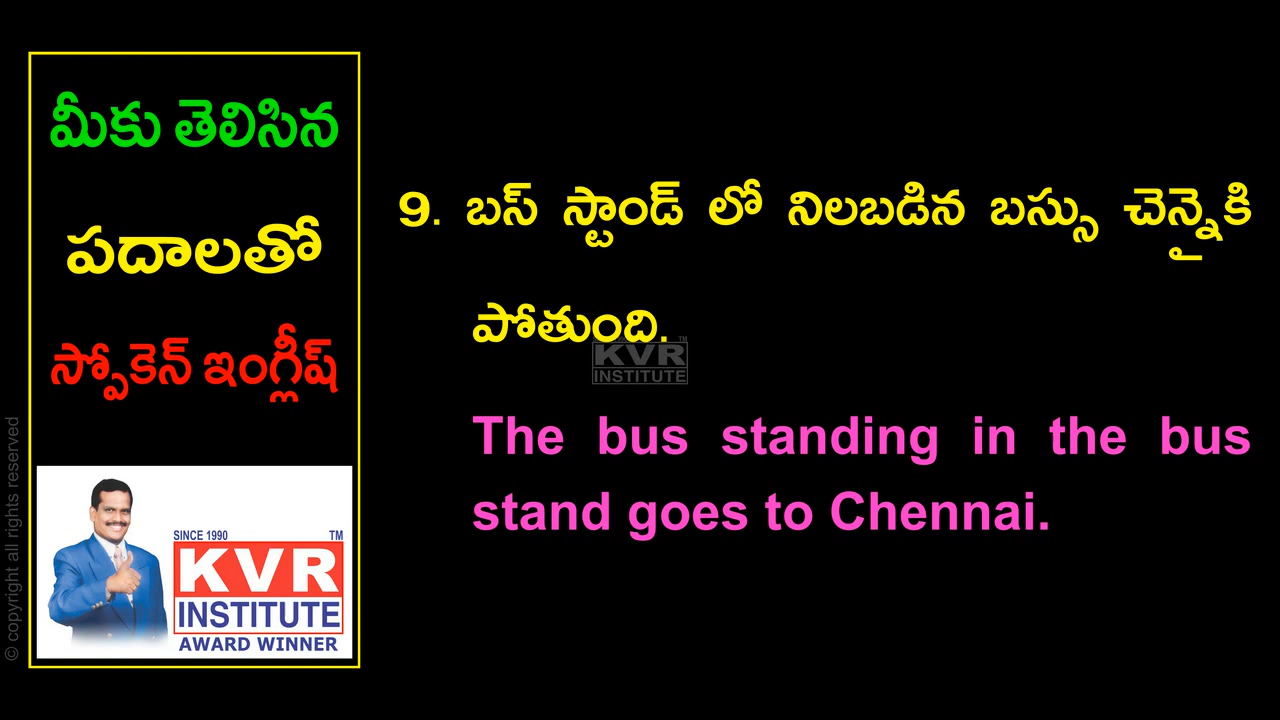 మీకు తెలిసిన
పదాలతో
స్పోకెన్ ఇంగ్లీష్
SINCE 1990 TM
KVR
INSTITUTE
AWARD WINNER
© copyright all rights reserved
9. బస్ స్టాండ్ లో నిలబడిన బస్సు చెన్నైకి
పోతుంది.
KVR TM
INSTITUTE
The bus standing in the bus
stand goes to Chennai.